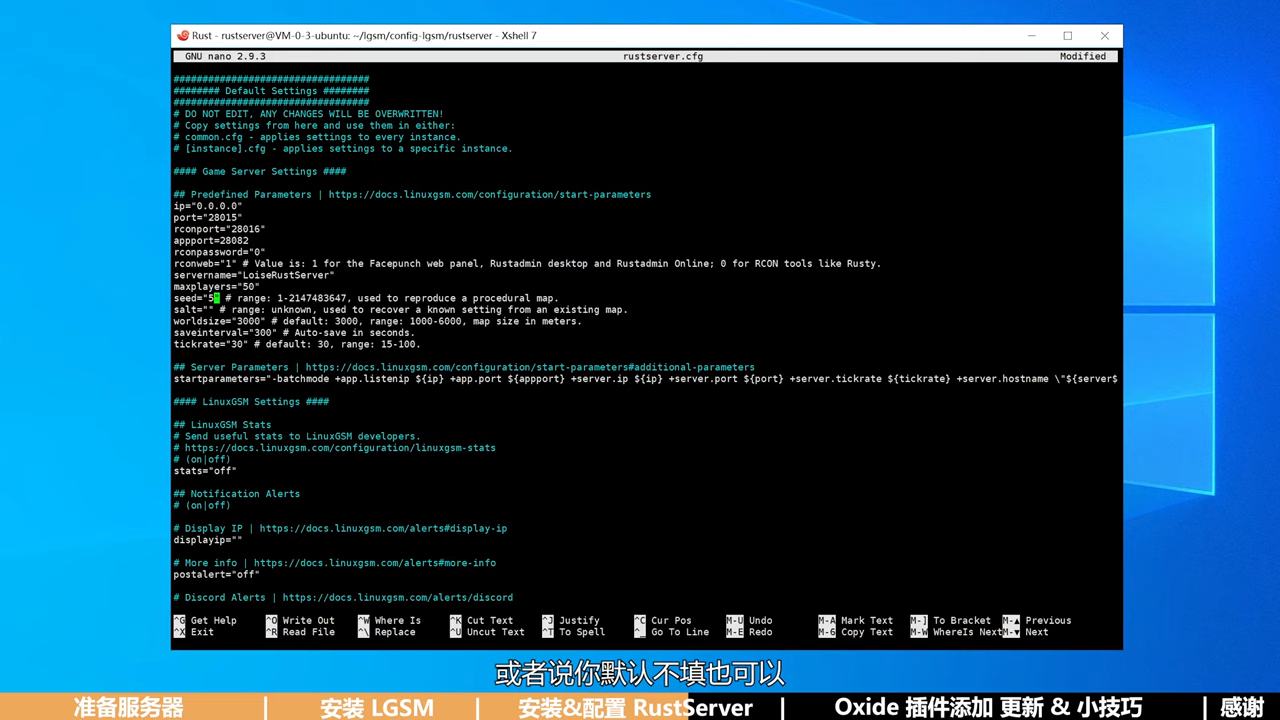 Rust - rustserver@VM-0-3-ubuntu: ~/lgsm/config-lgsm/rustserver - Xshell 7
GNU nano 2.9.3 rustserver.cfg Modified
##################################
######## Default Settings ########
##################################
# DO NOT EDIT, ANY CHANGES WILL BE OVERWRITTEN!
# Copy settings from here and use them in either:
# common.cfg - applies settings to every instance.
# [instance].cfg - applies settings to a specific instance.
#### Game Server Settings ####
## Predefined Parameters | https://docs.linuxgsm.com/configuration/start-parameters
ip="0.0.0.0"
port="28015"
rconport="28016"
appport=28082
rconpassword="0"
rconweb="1" # Value is: 1 for the Facepunch web panel, Rustadmin desktop and Rustadmin Online; 0 for RCON tools like Rusty.
servername="LoiseRustServer"
maxplayers="50"
seed="5" # range: 1-2147483647, used to reproduce a procedural map.
salt="" # range: unknown, used to recover a known setting from an existing map.
worldsize="3000" # default: 3000, range: 1000-6000, map size in meters.
saveinterval="300" # Auto-save in seconds.
tickrate="30" # default: 30, range: 15-100.
## Server Parameters | https://docs.linuxgsm.com/configuration/start-parameters#additional-parameters
startparameters="-batchmode +app.listenip ${ip} +app.port ${appport} +server.ip ${ip} +server.port ${port} +server.tickrate ${tickrate} +server.hostname \"${server$
#### LinuxGSM Settings ####
## LinuxGSM Stats
# Send useful stats to LinuxGSM developers.
# https://docs.linuxgsm.com/configuration/linuxgsm-stats
# (on|off)
stats="off"
## Notification Alerts
# (on|off)
# Display IP | https://docs.linuxgsm.com/alerts#display-ip
displayip=""
# More info | https://docs.linuxgsm.com/alerts#more-info
postalert="off"
# Discord Alerts | https://docs.linuxgsm.com/alerts/discord
^G Get Help ^O Write Out ^W Where Is ^K Cut Text ^J Justify ^C Cur Pos M-U Undo M-A Mark Text M-] To Bracket M-▲ Previous
^X Exit ^R Read File ^\ Replace ^U Uncut Text ^T To Spell ^_ Go To Line M-E Redo M-6 Copy Text M-W WhereIs Next M-▼ Next
或者说你默认不填也可以
准备服务器 | 安装 LGSM | 安装&配置 RustServer | Oxide 插件添加 更新 & 小技巧 | 感谢